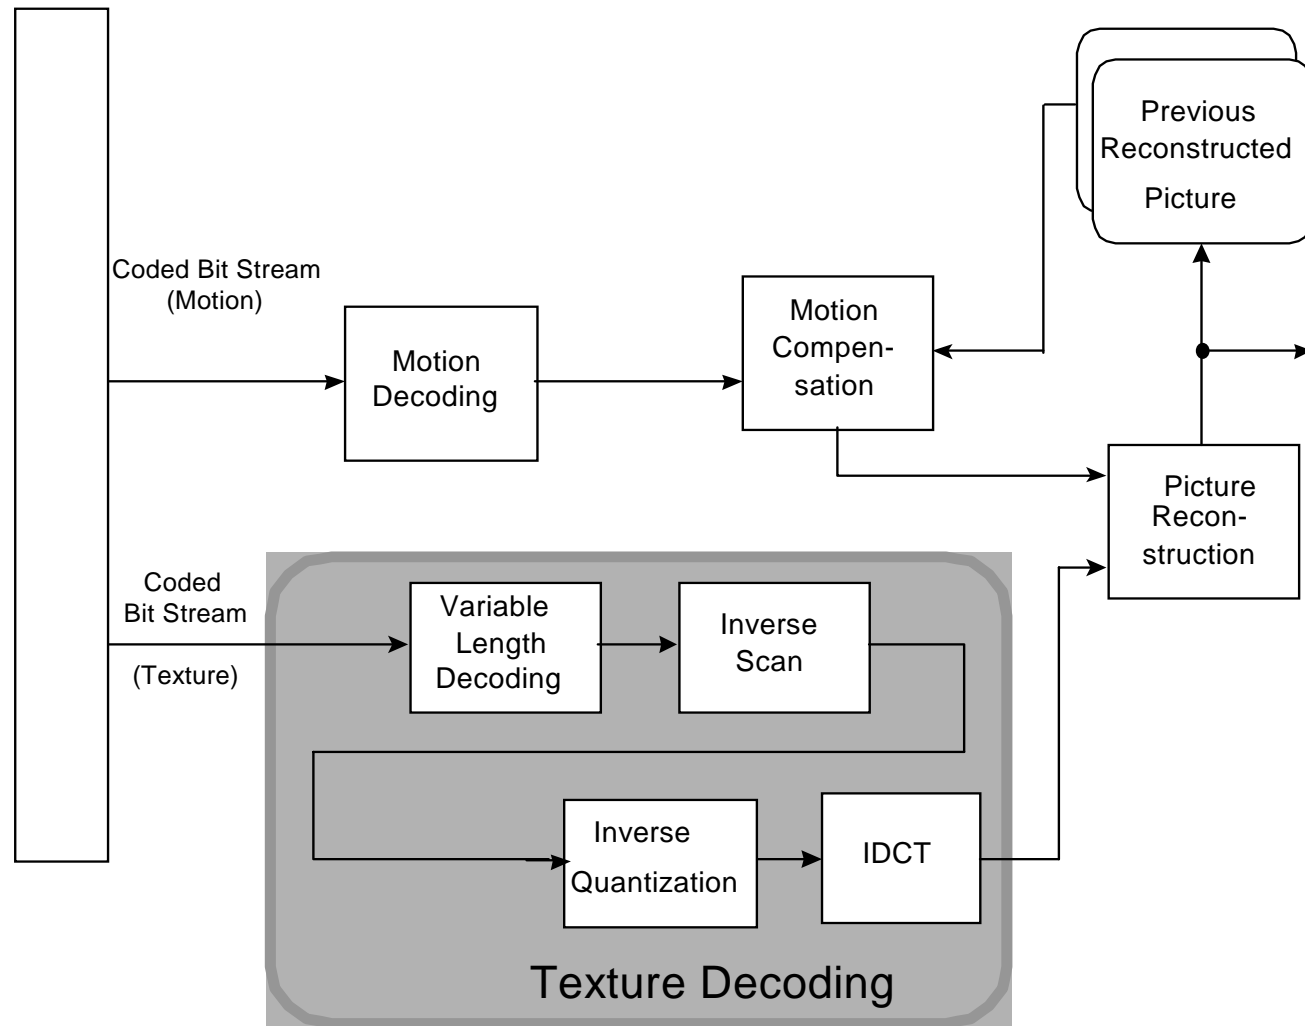 Previous
Reconstructed
Picture
Coded Bit Stream
(Motion)
Motion
Decoding
Motion
Compen-
sation
Picture
Recon-
struction
Coded
Bit Stream
(Texture)
Variable
Length
Decoding
Inverse
Scan
Inverse
Quantization
IDCT
Texture Decoding